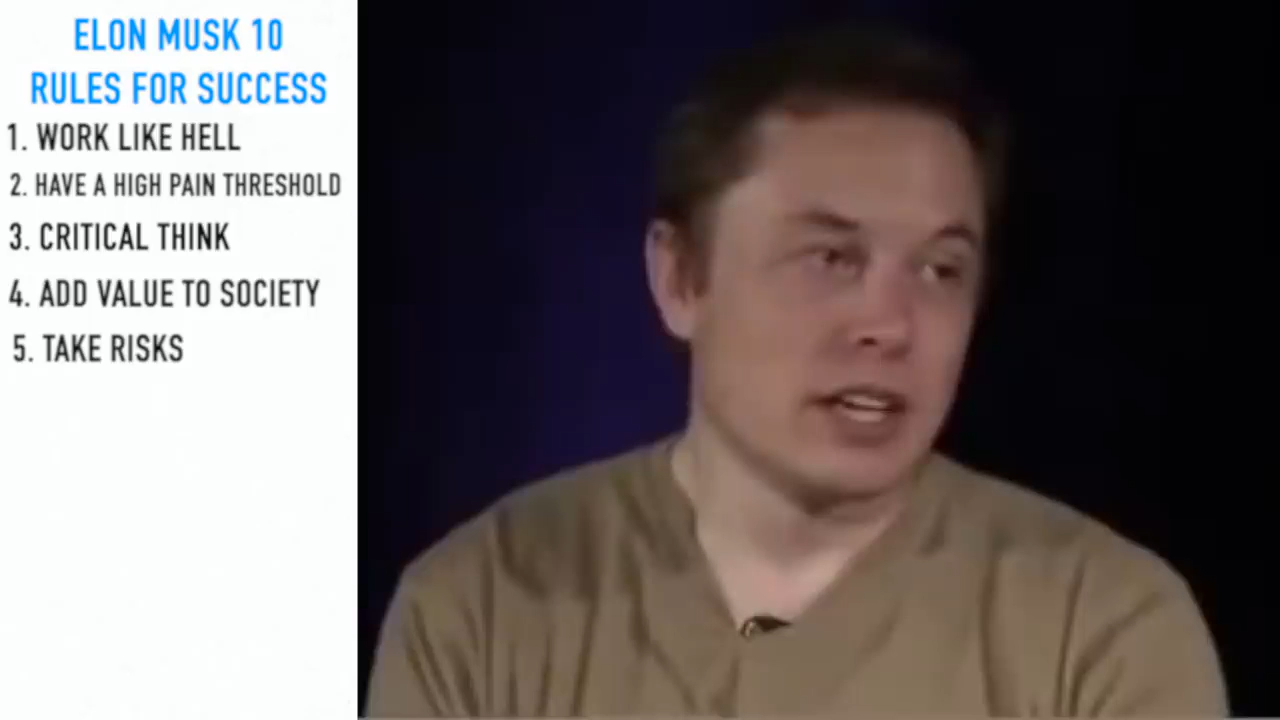 ELON MUSK 10
RULES FOR SUCCESS
1. WORK LIKE HELL
2. HAVE A HIGH PAIN THRESHOLD
3. CRITICAL THINK
4. ADD VALUE TO SOCIETY
5. TAKE RISKS